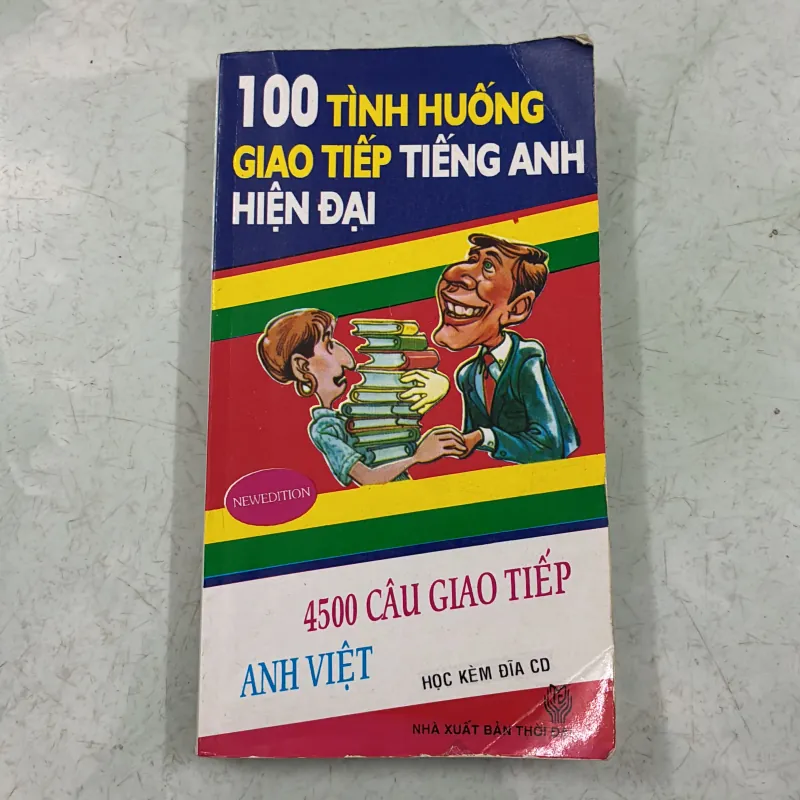 100 TÌNH HUỐNG
GIAO TIẾP TIẾNG ANH
HIỆN ĐẠI
NEWEDITION
4500 CÂU GIAO TIẾP
ANH VIỆT
HỌC KÈM ĐĨA CD
NHÀ XUẤT BẢN THỜI ĐẠI